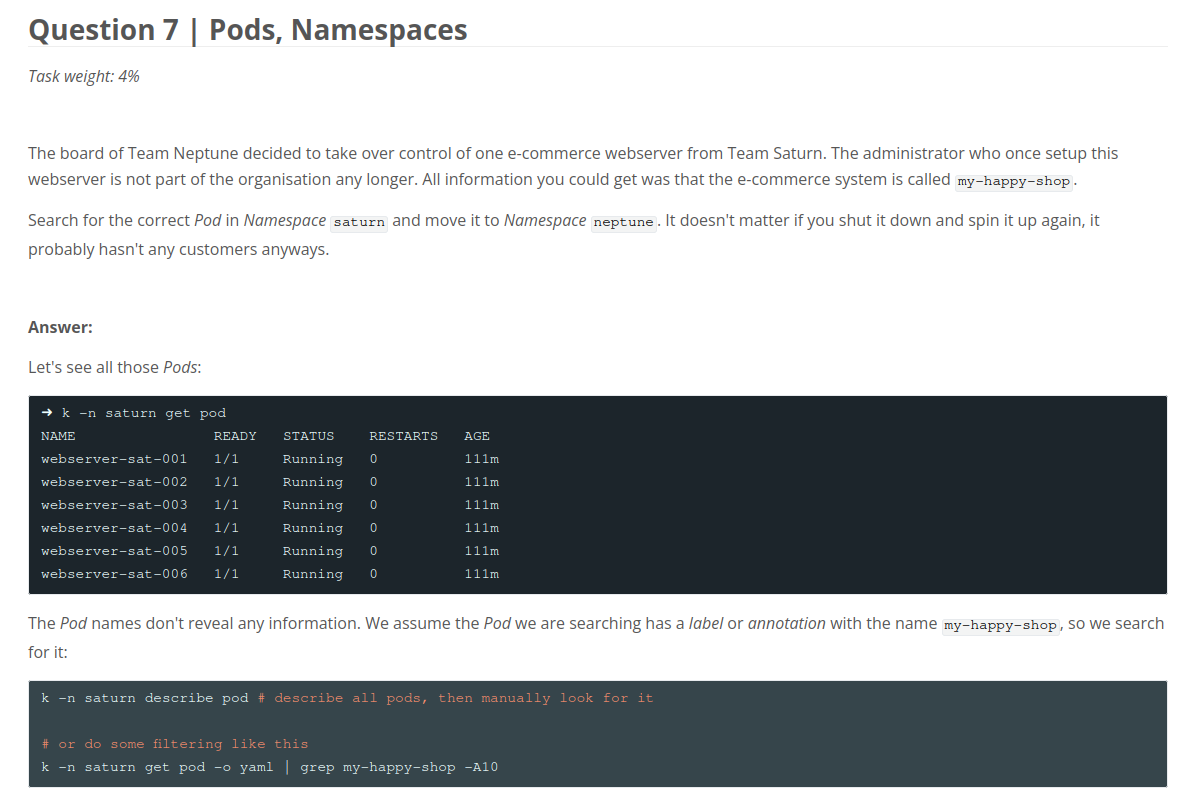 Question 7 | Pods, Namespaces
Task weight: 4%
The board of Team Neptune decided to take over control of one e-commerce webserver from Team Saturn. The administrator who once setup this
webserver is not part of the organisation any longer. All information you could get was that the e-commerce system is called my-happy-shop.
Search for the correct Pod in Namespace saturn and move it to Namespace neptune. It doesn't matter if you shut it down and spin it up again, it
probably hasn't any customers anyways.
Answer:
Let's see all those Pods:
➜ k -n saturn get pod
NAME READY STATUS RESTARTS AGE
webserver-sat-001 1/1 Running 0 111m
webserver-sat-002 1/1 Running 0 111m
webserver-sat-003 1/1 Running 0 111m
webserver-sat-004 1/1 Running 0 111m
webserver-sat-005 1/1 Running 0 111m
webserver-sat-006 1/1 Running 0 111m
The Pod names don't reveal any information. We assume the Pod we are searching has a label or annotation with the name my-happy-shop, so we search
for it:
k -n saturn describe pod # describe all pods, then manually look for it
# or do some filtering like this
k -n saturn get pod -o yaml | grep my-happy-shop -A10